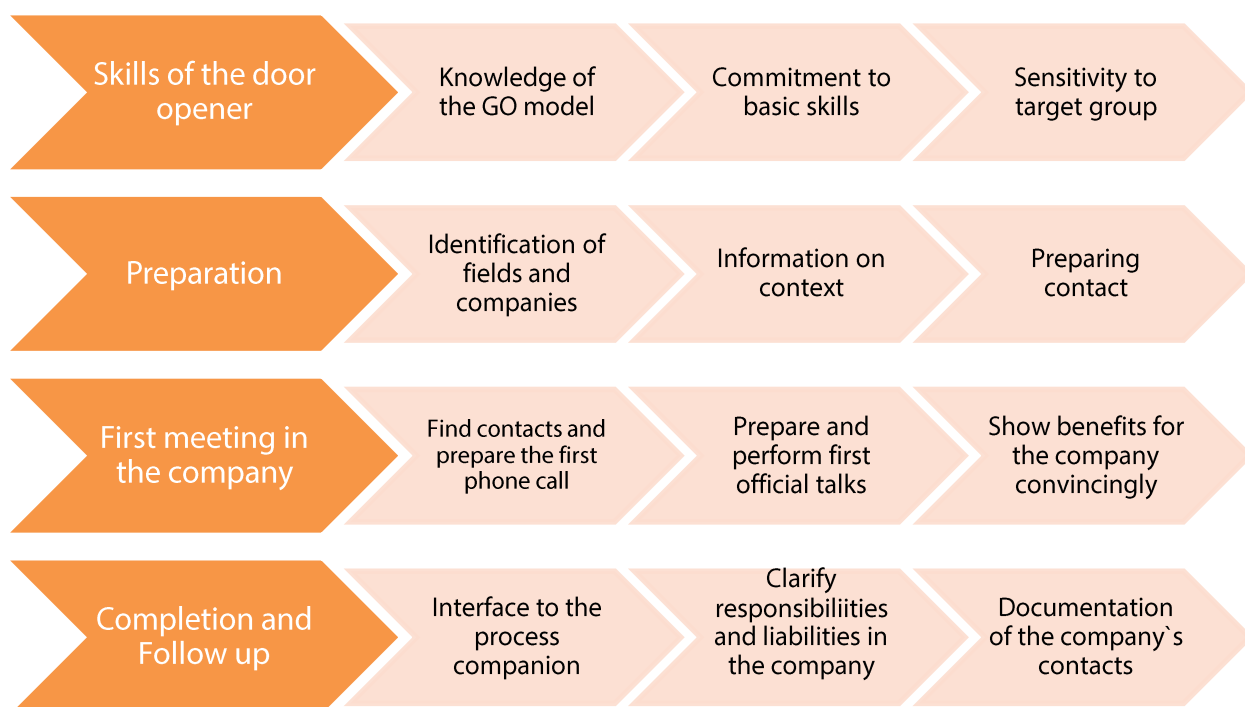 Skills of the door
opener
Knowledge of
the GO model
Commitment to
basic skills
Sensitivity to
target group
Preparation
Identification of
fields and
companies
Information on
context
Preparing
contact
First meeting in
the company
Find contacts and
prepare the first
phone call
Prepare and
perform first
official talks
Show benefits for
the company
convincingly
Completion and
Follow up
Interface to the
process
companion
Clarify
responsibiliities
and liabilities in
the company
Documentation
of the company`s
contacts